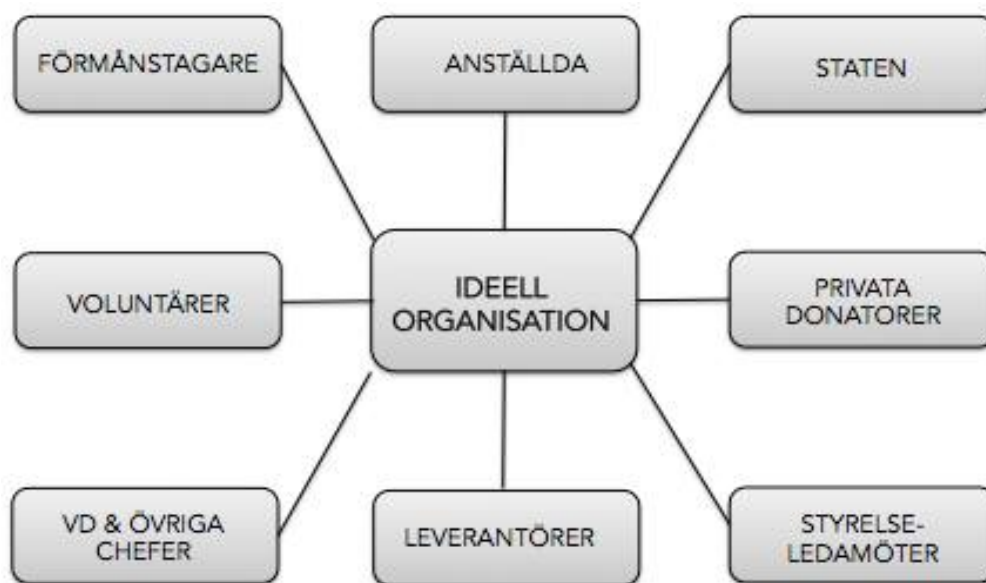 FÖRMÅNSTAGARE
ANSTÄLLDA
STATEN
VOLUNTÄRER
IDEELL
ORGANISATION
PRIVATA
DONATORER
VD & ÖVRIGA
CHEFER
LEVERANTÖRER
STYRELSE-
LEDAMÖTER